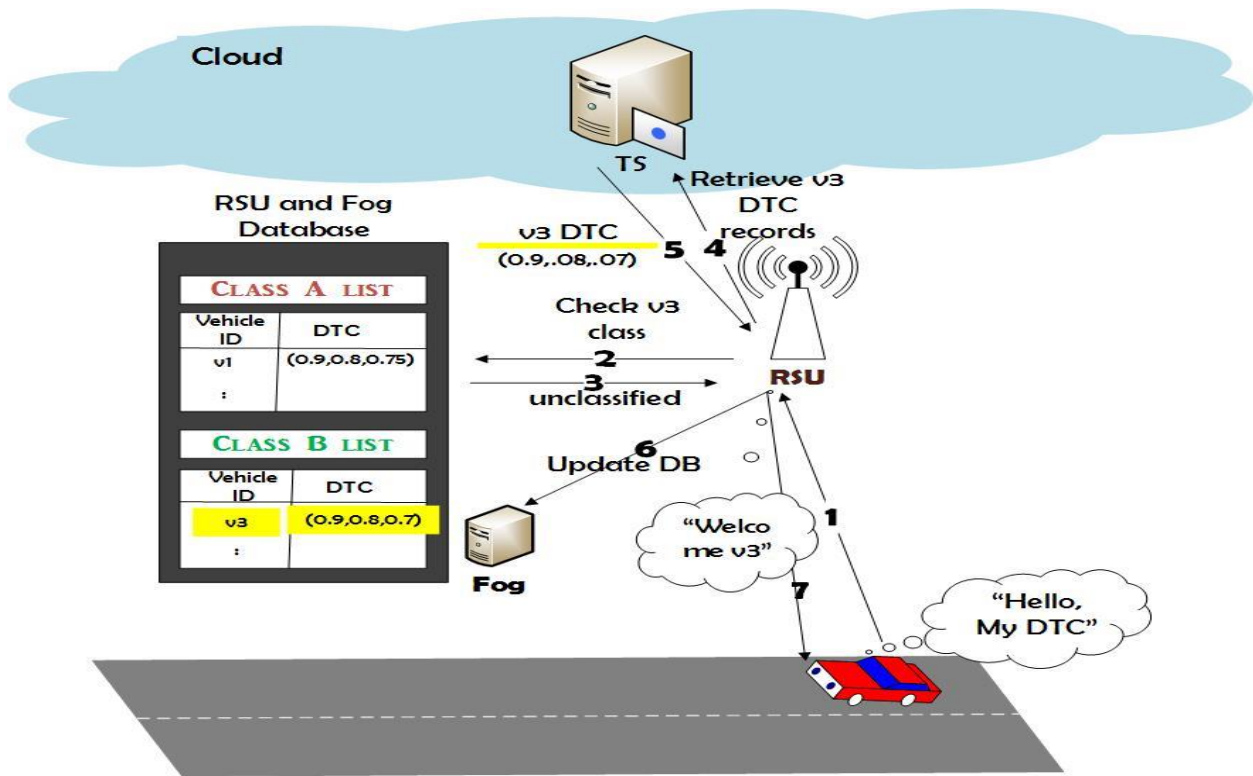 Cloud
TS
Retrieve v3
DTC
records
RSU and Fog
Database
v3 DTC
(0.9,.08,.07)
5
4
CLASS A LIST
Vehicle
ID
DTC
v1
(0.9,0.8,0.75)
:
Check v3
class
2
3
unclassified
RSU
CLASS B LIST
Vehicle
ID
DTC
v3
(0.9,0.8,0.7)
:
6
Update DB
Fog
"Welco
me v3"
1
7
"Hello,
My DTC"